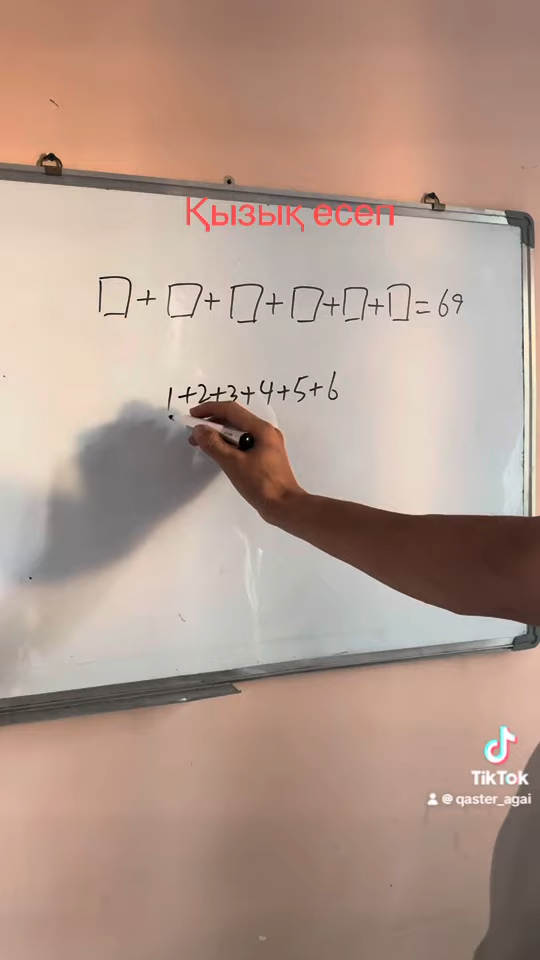 Қызық есеп
□ + □ + □ + □ + □ + □ = 69
1+2+3+4+5+6
TikTok
@ qaster_agai